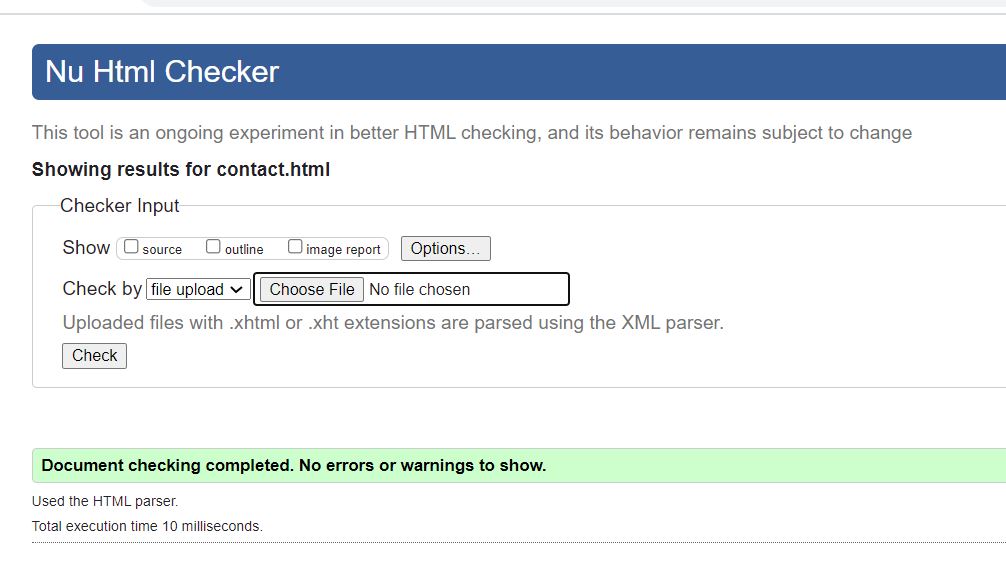 Nu Html Checker
This tool is an ongoing experiment in better HTML checking, and its behavior remains subject to change
Showing results for contact.html
Checker Input
Show source outline image report Options...
Check by file upload Choose File No file chosen
Uploaded files with .xhtml or .xht extensions are parsed using the XML parser.
Check
Document checking completed. No errors or warnings to show.
Used the HTML parser.
Total execution time 10 milliseconds.